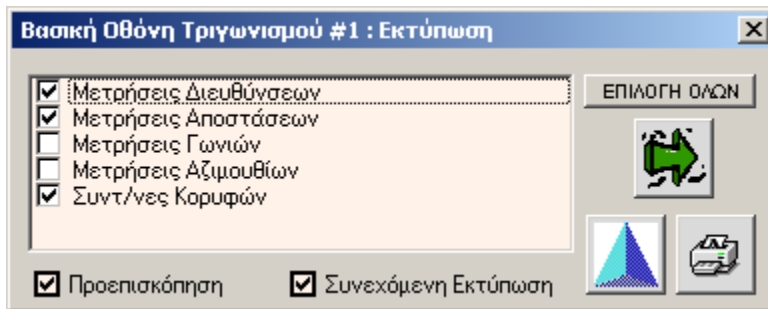 Βασική Οθόνη Τριγωνισμού #1 : Εκτύπωση
Μετρήσεις Διευθύνσεων
Μετρήσεις Αποστάσεων
Μετρήσεις Γωνιών
Μετρήσεις Αζιμουθίων
Συντ/νες Κορυφών
ΕΠΙΛΟΓΗ ΟΛΩΝ
Προεπισκόπηση
Συνεχόμενη Εκτύπωση